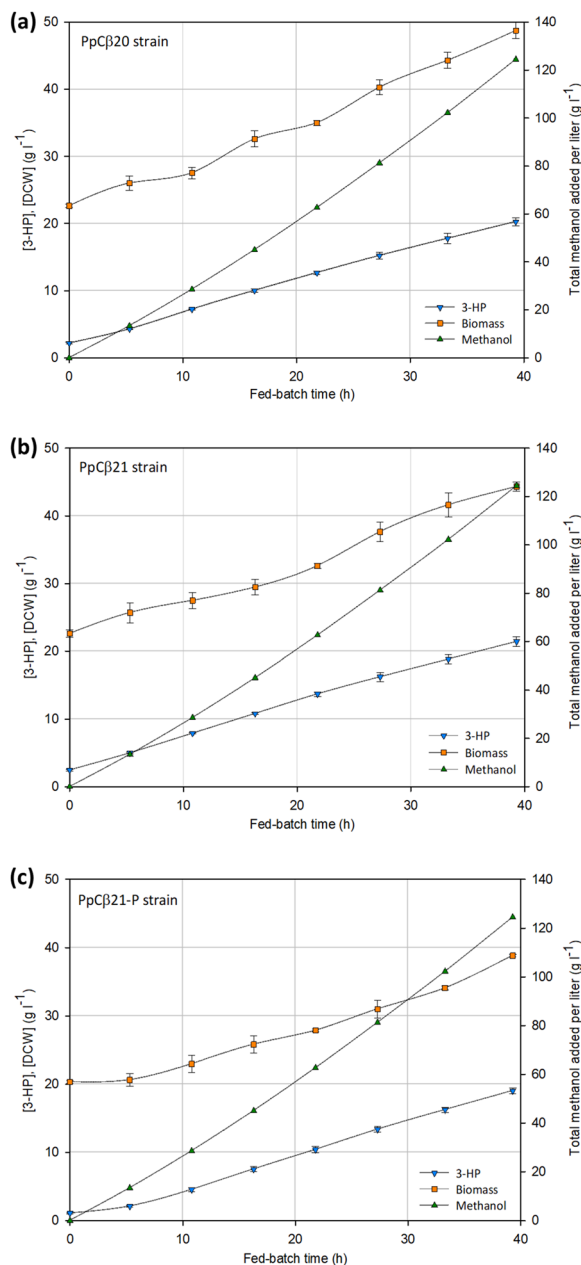 (a)
PpCβ20 strain
50
40
30
20
10
0
[3-HP], [DCW] (g l⁻¹)
140
120
100
80
60
40
20
0
Total methanol added per liter (g l⁻¹)
3-HP
Biomass
Methanol
0 10 20 30 40
Fed-batch time (h)
(b)
PpCβ21 strain
50
40
30
20
10
0
[3-HP], [DCW] (g l⁻¹)
140
120
100
80
60
40
20
0
Total methanol added per liter (g l⁻¹)
3-HP
Biomass
Methanol
0 10 20 30 40
Fed-batch time (h)
(c)
PpCβ21-P strain
50
40
30
20
10
0
[3-HP], [DCW] (g l⁻¹)
140
120
100
80
60
40
20
0
Total methanol added per liter (g l⁻¹)
3-HP
Biomass
Methanol
0 10 20 30 40
Fed-batch time (h)